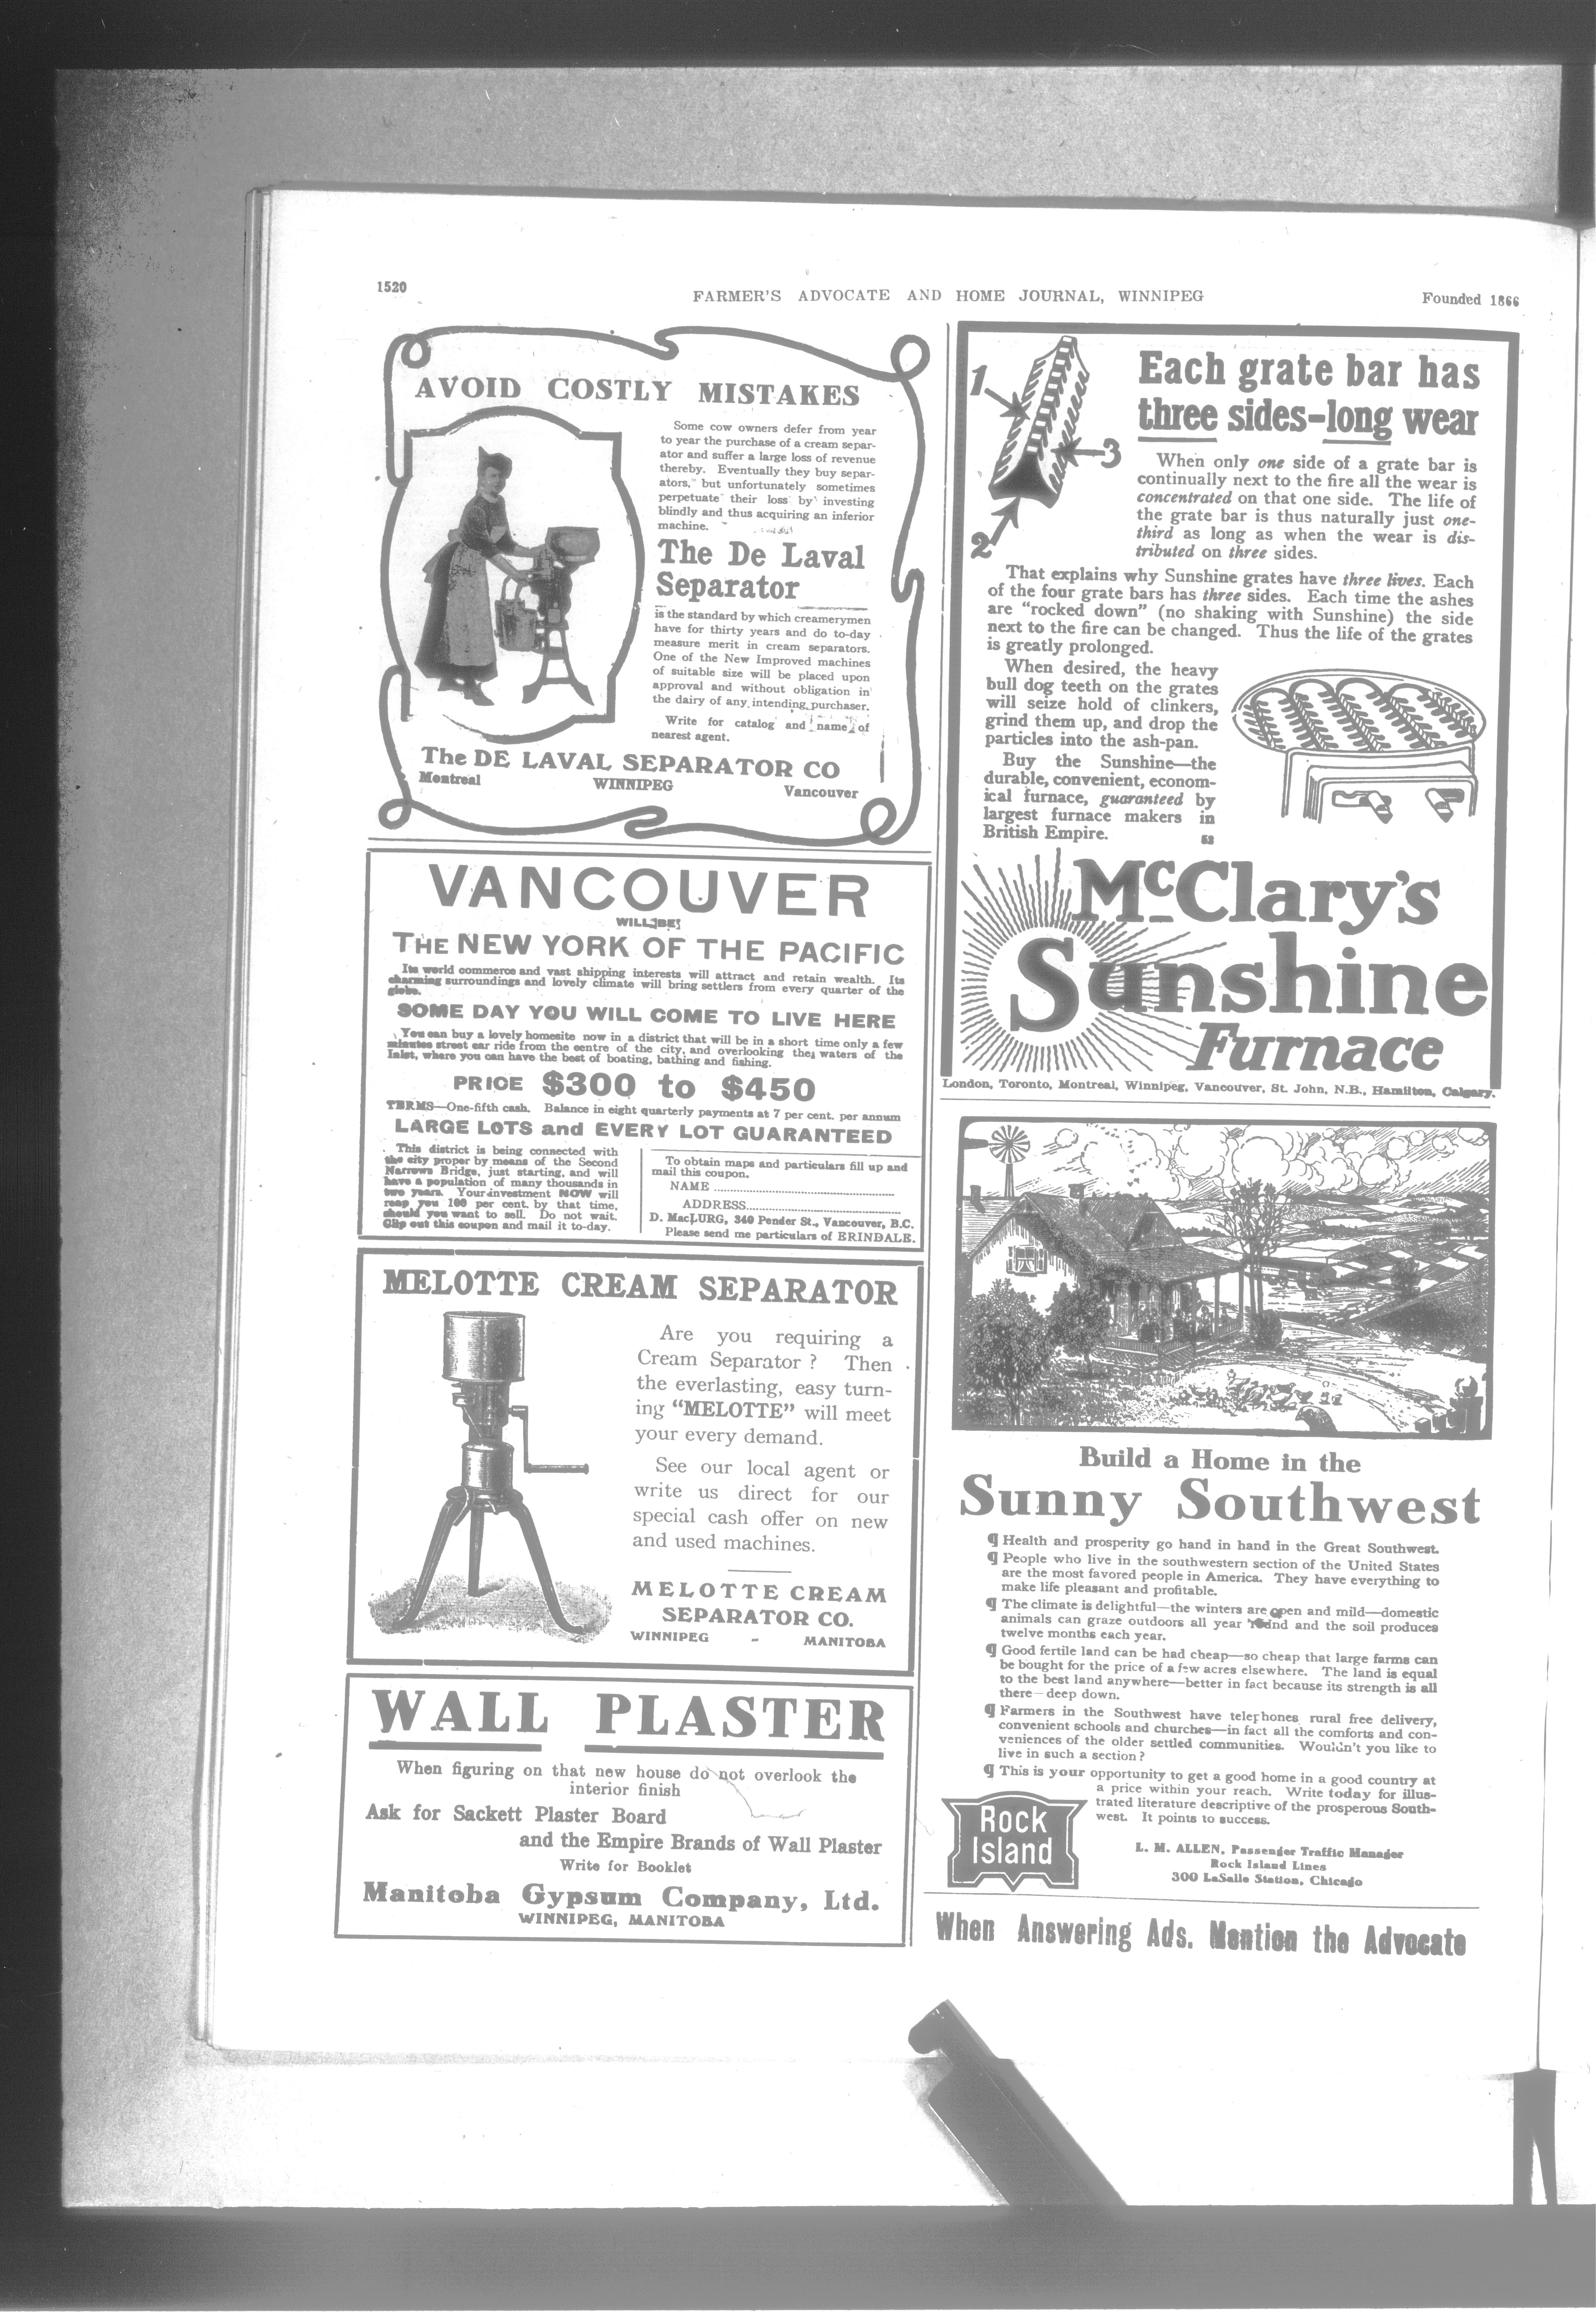 1520
FARMER'S ADVOCATE AND HOME JOURNAL, WINNIPEG
Founded 1866
AVOID COSTLY MISTAKES
Some cow owners defer from year
to year the purchase of a cream separ-
ator and suffer a large loss of revenue
thereby. Eventually they buy separ-
ators, but unfortunately sometimes
perpetuate their loss by investing
blindly and thus acquiring an inferior
machine.
The De Laval
Separator
is the standard by which creamerymen
have for thirty years and do to-day
measure merit in cream separators.
One of the New Improved machines
of suitable size will be placed upon
approval and without obligation in
the dairy of any intending purchaser.
Write for catalog and name of
nearest agent.
The DE LAVAL SEPARATOR CO
Montreal WINNIPEG Vancouver
VANCOUVER
WILL BE
THE NEW YORK OF THE PACIFIC
Its world commerce and vast shipping interests will attract and retain wealth. Its
charming surroundings and lovely climate will bring settlers from every quarter of the
globe.
SOME DAY YOU WILL COME TO LIVE HERE
You can buy a lovely homesite now in a district that will be in a short time only a few
minutes street car ride from the centre of the city, and overlooking the waters of the
Inlet, where you can have the best of boating, bathing and fishing.
PRICE $300 to $450
TERMS—One-fifth cash. Balance in eight quarterly payments at 7 per cent. per annum
LARGE LOTS and EVERY LOT GUARANTEED
This district is being connected with
the city proper by means of the Second
Narrows Bridge, just starting, and will
have a population of many thousands in
two years. Your investment NOW will
reap you 100 per cent. by that time,
should you want to sell. Do not wait.
Clip out this coupon and mail it to-day.
To obtain maps and particulars fill up and
mail this coupon.
NAME
ADDRESS
D. MacLURG, 340 Pender St., Vancouver, B.C.
Please send me particulars of ERINDALE.
MELOTTE CREAM SEPARATOR
Are you requiring a
Cream Separator? Then
the everlasting, easy turn-
ing "MELOTTE" will meet
your every demand.
See our local agent or
write us direct for our
special cash offer on new
and used machines.
MELOTTE CREAM
SEPARATOR CO.
WINNIPEG - MANITOBA
WALL PLASTER
When figuring on that new house do not overlook the
interior finish
Ask for Sackett Plaster Board
and the Empire Brands of Wall Plaster
Write for Booklet
Manitoba Gypsum Company, Ltd.
WINNIPEG, MANITOBA
1
3
2
Each grate bar has
three sides-long wear
When only one side of a grate bar is
continually next to the fire all the wear is
concentrated on that one side. The life of
the grate bar is thus naturally just one-
third as long as when the wear is dis-
tributed on three sides.
That explains why Sunshine grates have three lives. Each
of the four grate bars has three sides. Each time the ashes
are "rocked down" (no shaking with Sunshine) the side
next to the fire can be changed. Thus the life of the grates
is greatly prolonged.
When desired, the heavy
bull dog teeth on the grates
will seize hold of clinkers,
grind them up, and drop the
particles into the ash-pan.
Buy the Sunshine—the
durable, convenient, econom-
ical furnace, guaranteed by
largest furnace makers in
British Empire.
McClary's
Sunshine
Furnace
London, Toronto, Montreal, Winnipeg, Vancouver, St. John, N.B., Hamilton, Calgary.
Build a Home in the
Sunny Southwest
¶ Health and prosperity go hand in hand in the Great Southwest.
¶ People who live in the southwestern section of the United States
are the most favored people in America. They have everything to
make life pleasant and profitable.
¶ The climate is delightful—the winters are open and mild—domestic
animals can graze outdoors all year round and the soil produces
twelve months each year.
¶ Good fertile land can be had cheap—so cheap that large farms can
be bought for the price of a few acres elsewhere. The land is equal
to the best land anywhere—better in fact because its strength is all
there—deep down.
¶ Farmers in the Southwest have telephones rural free delivery,
convenient schools and churches—in fact all the comforts and con-
veniences of the older settled communities. Wouldn't you like to
live in such a section?
¶ This is your opportunity to get a good home in a good country at
a price within your reach. Write today for illus-
trated literature descriptive of the prosperous South-
west. It points to success.
Rock
Island
L. M. ALLEN, Passenger Traffic Manager
Rock Island Lines
300 LaSalle Station, Chicago
When Answering Ads. Mention the Advocate